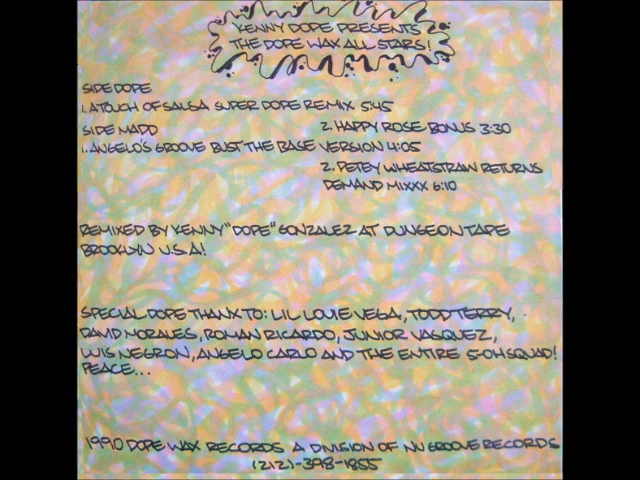 KENNY DOPE PRESENTS
THE DOPE WAX ALL STARS!
SIDE DOPE
1. A TOUCH OF SALSA SUPER DOPE REMIX 5:45
2. HAPPY ROSE BONUS 3:30
SIDE MADD
1. ANGELO'S GROOVE BUST THE BASE VERSION 4:05
2. PETEY WHEATSTRAW RETURNS
DEMAND MIXXX 6:10
REMIXED BY KENNY "DOPE" GONZALEZ AT DUNGEON TAPE
BROOKLYN U.S.A!
SPECIAL DOPE THANX TO: LIL LOUIE VEGA, TODD TERRY,
DAVID MORALES, ROMAN RICARDO, JUNIOR VASQUEZ,
LUIS NEGRON, ANGELO CARLO AND THE ENTIRE 5-OH SQUAD!
PEACE...
1990 DOPE WAX RECORDS A DIVISION OF NU GROOVE RECORDS
(212)-398-1855